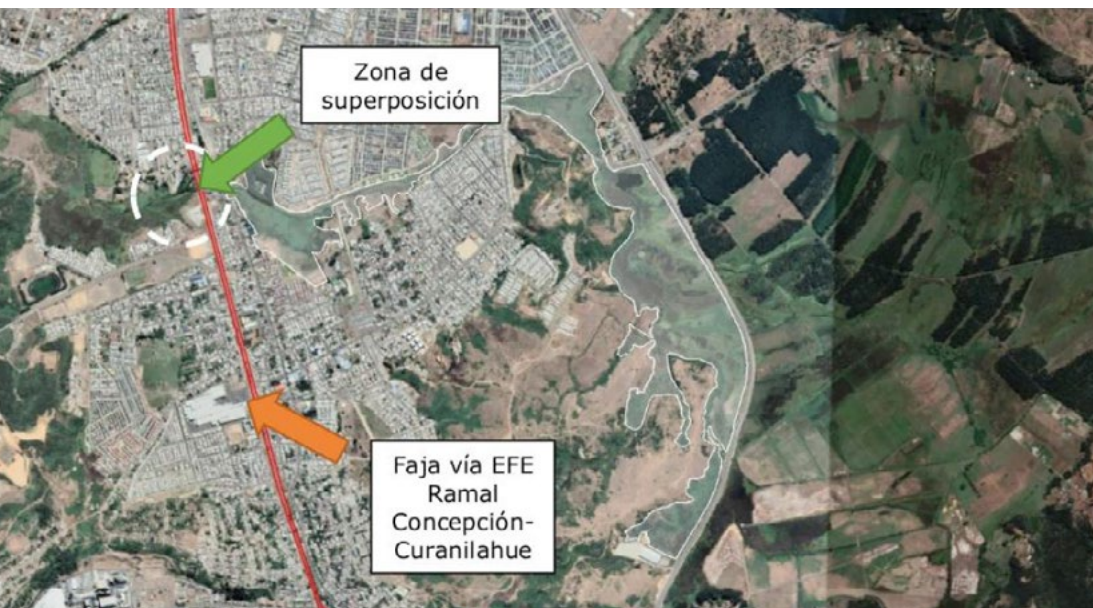 Zona de
superposición
Faja vía EFE
Ramal
Concepción-
Curanilahue